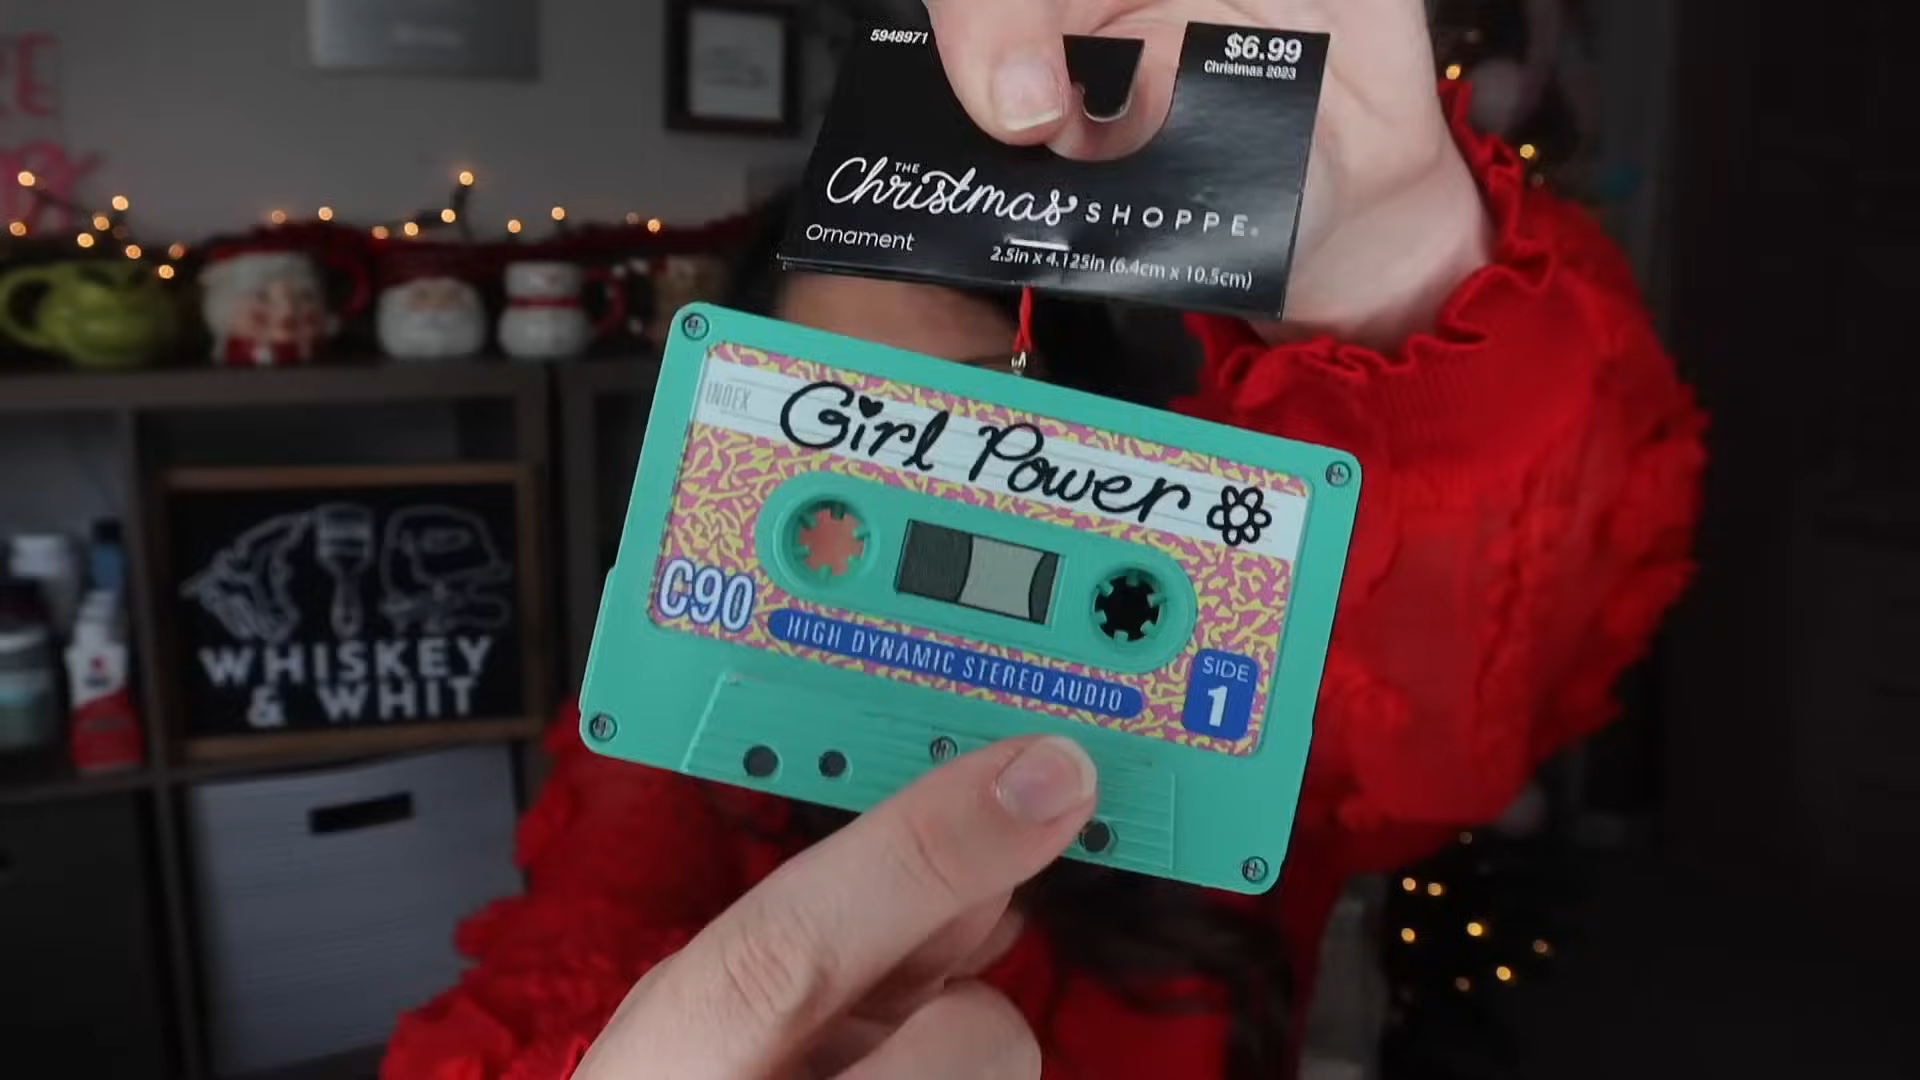 5948971
$6.99
Christmas 2023
THE
Christmas SHOPPE
Ornament
2.5in x 4.125in (6.4cm x 10.5cm)
INDEX
Girl Power
C90
HIGH DYNAMIC STEREO AUDIO
SIDE
1
WHISKEY
& WHIT